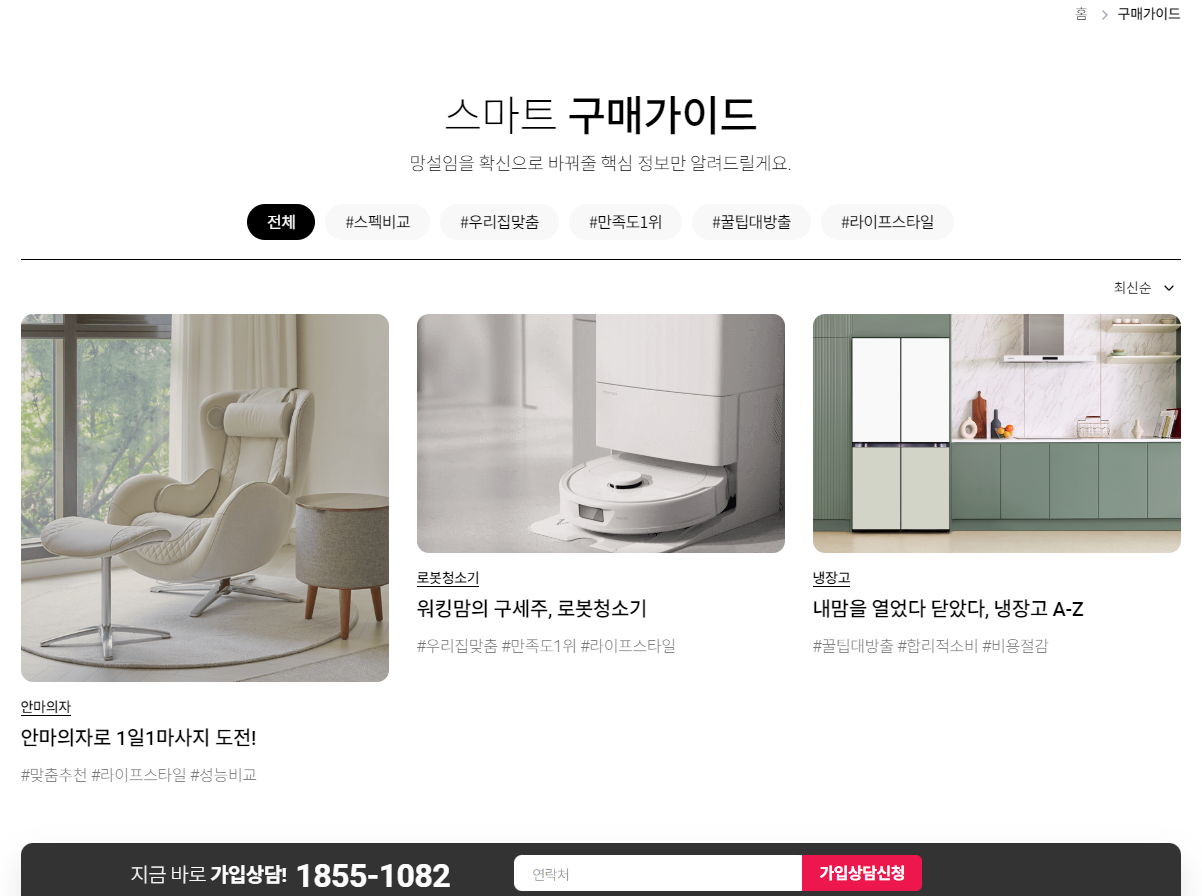 홈 > 구매가이드
스마트 구매가이드
망설임을 확신으로 바꿔줄 핵심 정보만 알려드릴게요.
전체 #스펙비교 #우리집맞춤 #만족도1위 #꿀팁대방출 #라이프스타일
최신순
로봇청소기
워킹맘의 구세주, 로봇청소기
#우리집맞춤 #만족도1위 #라이프스타일
냉장고
내맘을 열었다 닫았다, 냉장고 A-Z
#꿀팁대방출 #합리적소비 #비용절감
안마의자
안마의자로 1일1마사지 도전!
#맞춤추천 #라이프스타일 #성능비교
지금 바로 가입상담! 1855-1082 연락처 가입상담신청